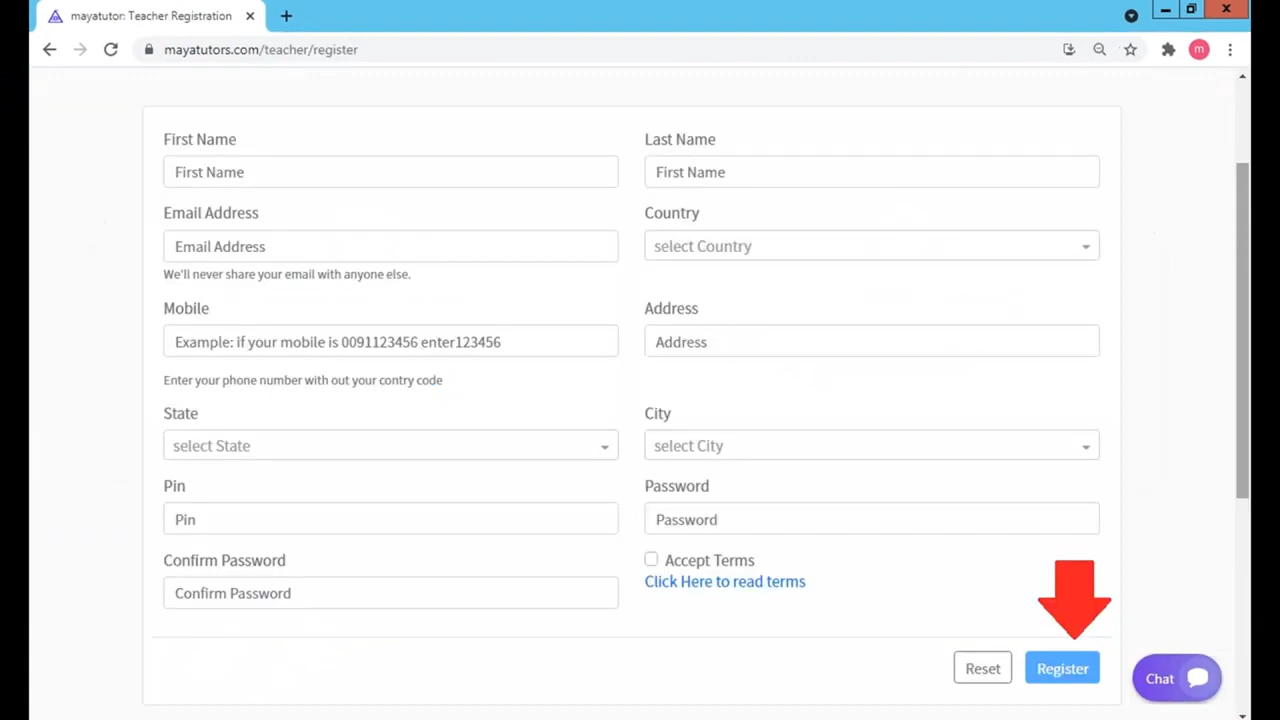 mayatutor: Teacher Registration
mayatutors.com/teacher/register
m
First Name
Last Name
First Name
First Name
Email Address
Country
Email Address
select Country
We'll never share your email with anyone else.
Mobile
Address
Example: if your mobile is 0091123456 enter123456
Address
Enter your phone number with out your contry code
State
City
select State
select City
Pin
Password
Pin
Password
Confirm Password
Accept Terms
Click Here to read terms
Confirm Password
Reset
Register
Chat